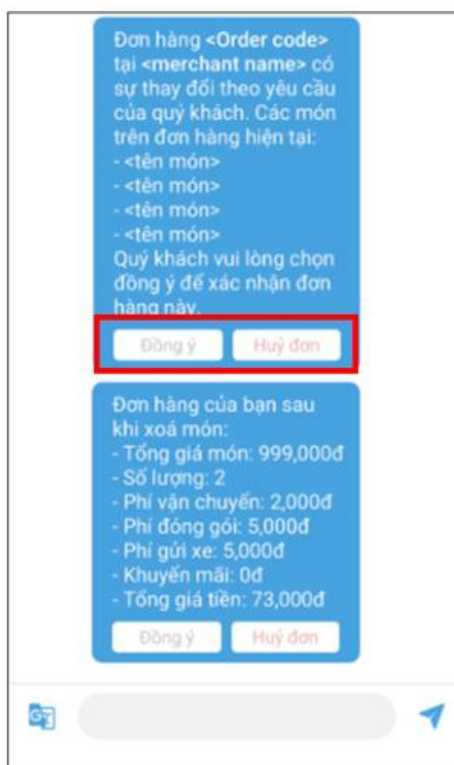 Đơn hàng <Order code>
tại <merchant name> có
sự thay đổi theo yêu cầu
của quý khách. Các món
trên đơn hàng hiện tại:
- <tên món>
- <tên món>
- <tên món>
- <tên món>
Quý khách vui lòng chọn
đồng ý để xác nhận đơn
hàng này.
Đồng ý Huỷ đơn
Đơn hàng của bạn sau
khi xoá món:
- Tổng giá món: 999,000đ
- Số lượng: 2
- Phí vận chuyển: 2,000đ
- Phí đóng gói: 5,000đ
- Phí gửi xe: 5,000đ
- Khuyến mãi: 0đ
- Tổng giá tiền: 73,000đ
Đồng ý Huỷ đơn